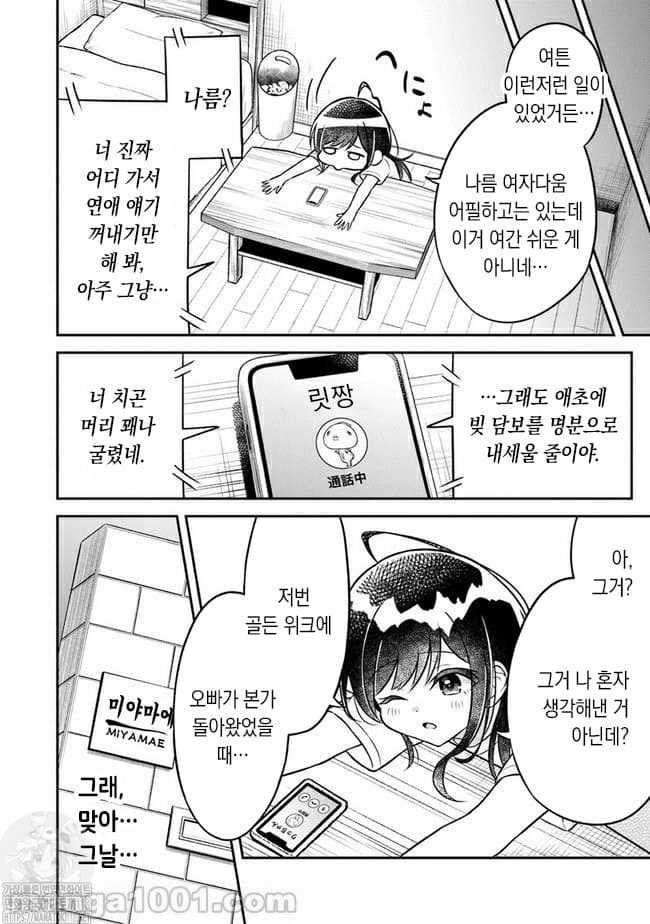 여튼
이런저런 일이
있었거든…
나름 여자다움
어필하고는 있는데
이거 여간 쉬운 게
아니네…
へにょ
나름?
너 진짜
어디 가서
연애 얘기
꺼내기만
해 봐,
아주 그냥…
…그래도 애초에
빚 담보를 명분으로
내세울 줄이야.
릿짱
通話中
너 치곤
머리 꽤나
굴렸네.
아,
그거?
그거 나 혼자
생각해낸 거
아닌데?
저번
골든 위크에
오빠가 본가
돌아왔었을
때…
미야마에
MIYAMAE
그래,
맞아…
그날…
nga1001.com